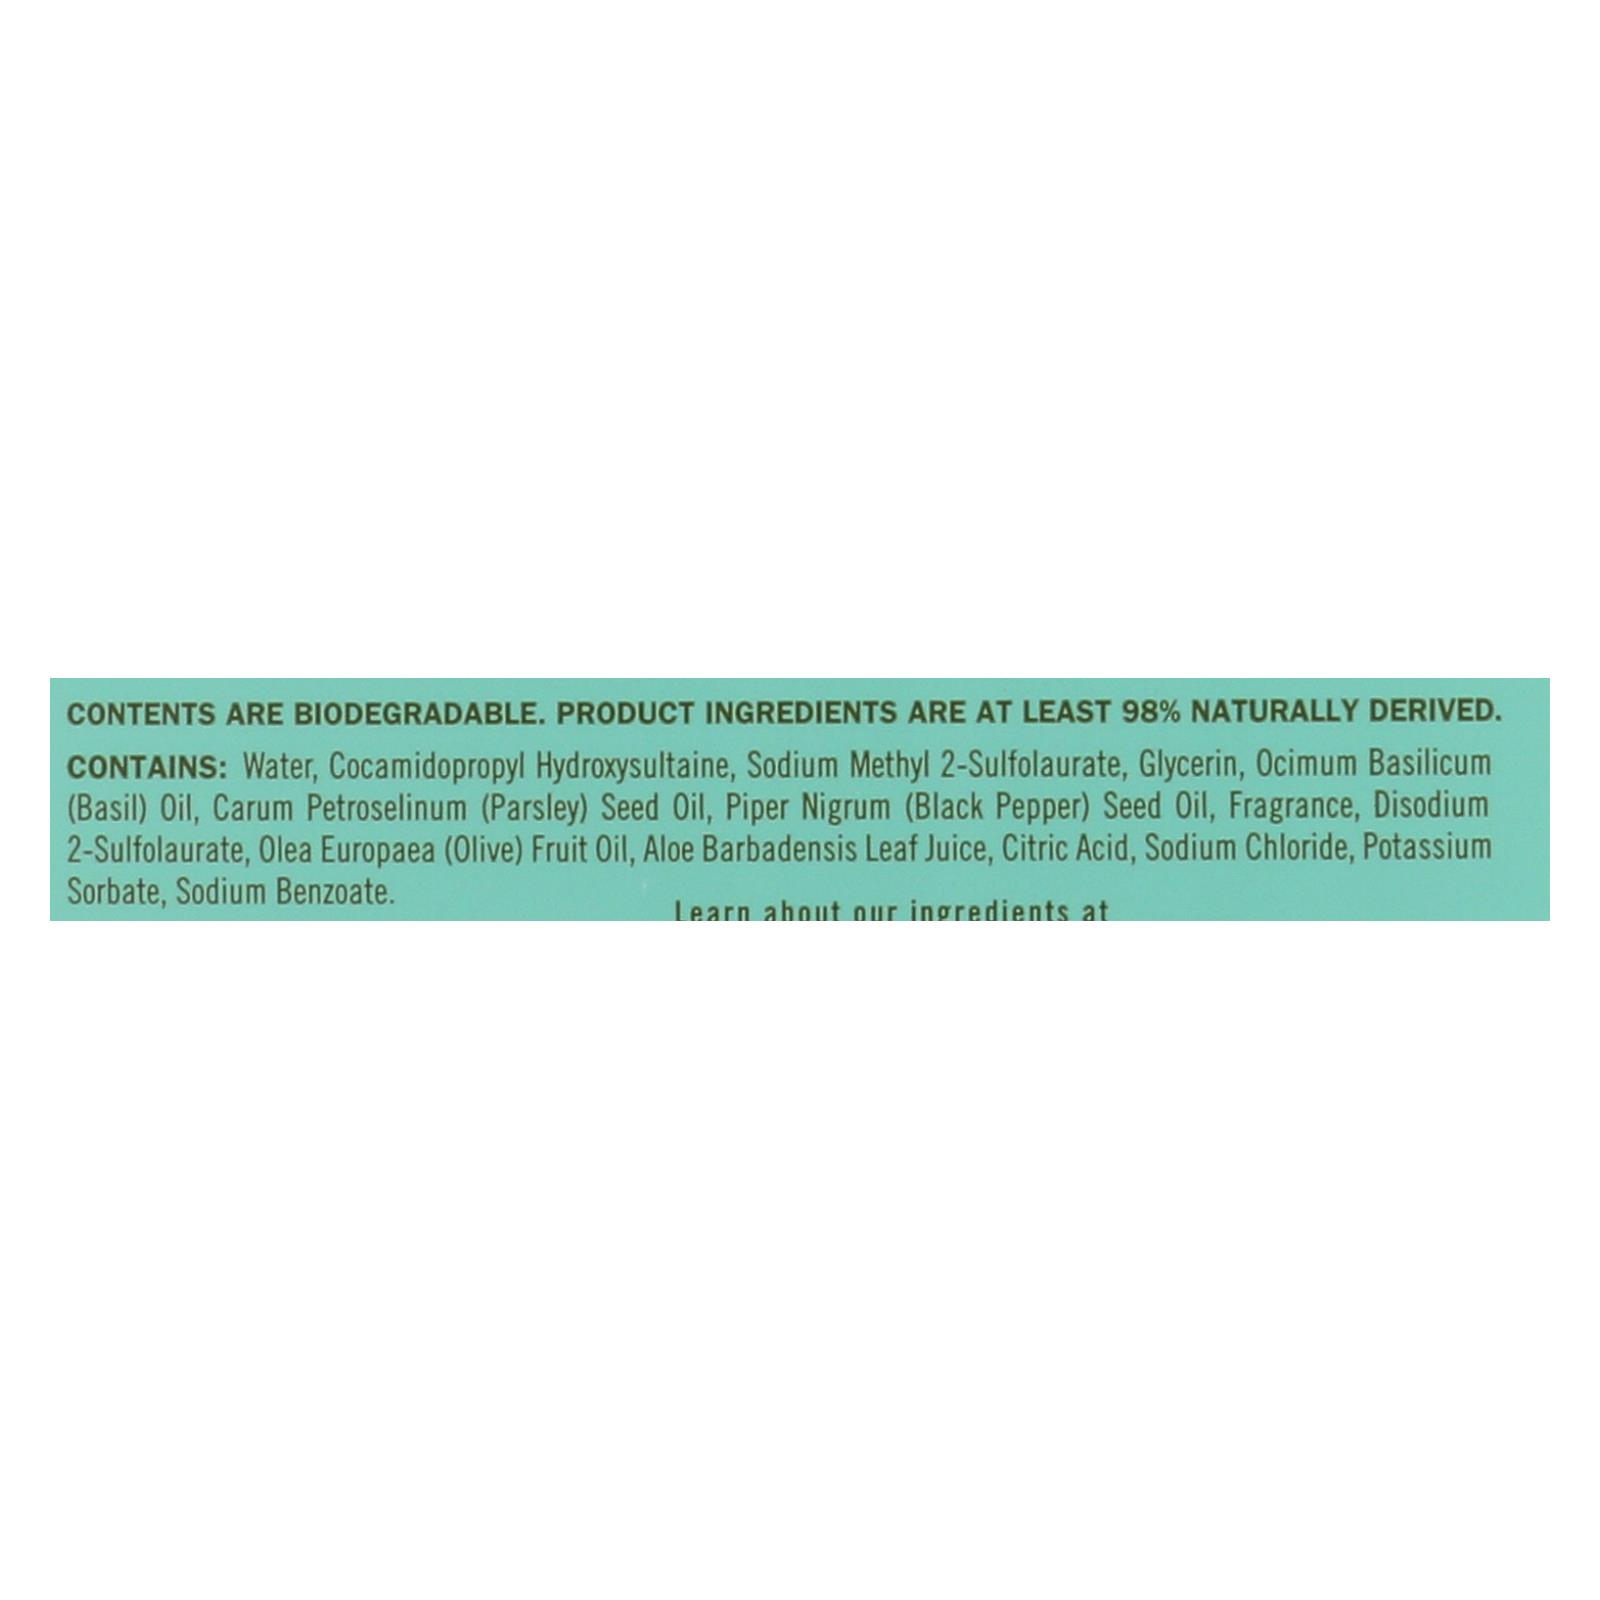 CONTENTS ARE BIODEGRADABLE. PRODUCT INGREDIENTS ARE AT LEAST 98% NATURALLY DERIVED.
CONTAINS: Water, Cocamidopropyl Hydroxysultaine, Sodium Methyl 2-Sulfolaurate, Glycerin, Ocimum Basilicum
(Basil) Oil, Carum Petroselinum (Parsley) Seed Oil, Piper Nigrum (Black Pepper) Seed Oil, Fragrance, Disodium
2-Sulfolaurate, Olea Europaea (Olive) Fruit Oil, Aloe Barbadensis Leaf Juice, Citric Acid, Sodium Chloride, Potassium
Sorbate, Sodium Benzoate.
Learn about our ingredients at